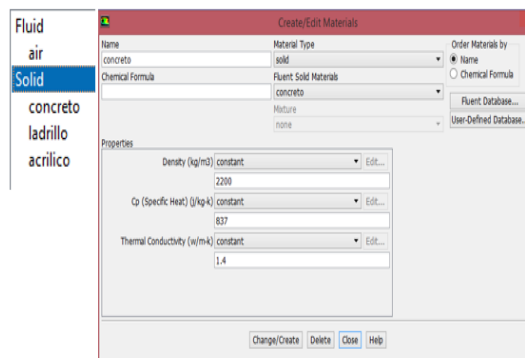 Fluid
air
Solid
concreto
ladrillo
acrilico
Create/Edit Materials
Name
concreto
Material Type
solid
Order Materials by
Name
Chemical Formula
Chemical Formula
Fluent Solid Materials
concreto
Mixture
none
Fluent Database...
User-Defined Database...
Properties
Density (kg/m3) constant Edit...
2200
Cp (Specific Heat) (j/kg-k) constant Edit...
837
Thermal Conductivity (w/m-k) constant Edit...
1.4
Change/Create Delete Close Help